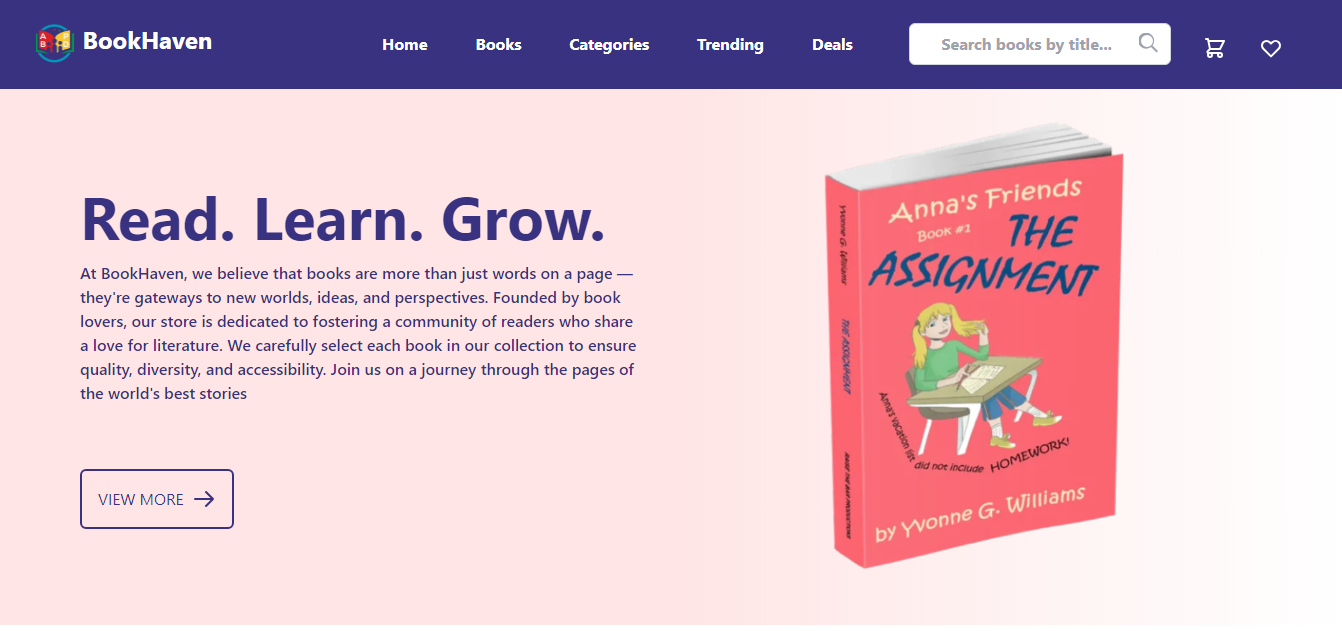 BookHaven
Home
Books
Categories
Trending
Deals
Search books by title...
Read. Learn. Grow.
At BookHaven, we believe that books are more than just words on a page —
they're gateways to new worlds, ideas, and perspectives. Founded by book
lovers, our store is dedicated to fostering a community of readers who share
a love for literature. We carefully select each book in our collection to ensure
quality, diversity, and accessibility. Join us on a journey through the pages of
the world's best stories
VIEW MORE
Anna's Friends
Book #1
THE
ASSIGNMENT
Anna's vacation list
did not include HOMEWORK!
by Yvonne G. Williams
Yvonne G. Williams
THE ASSIGNMENT